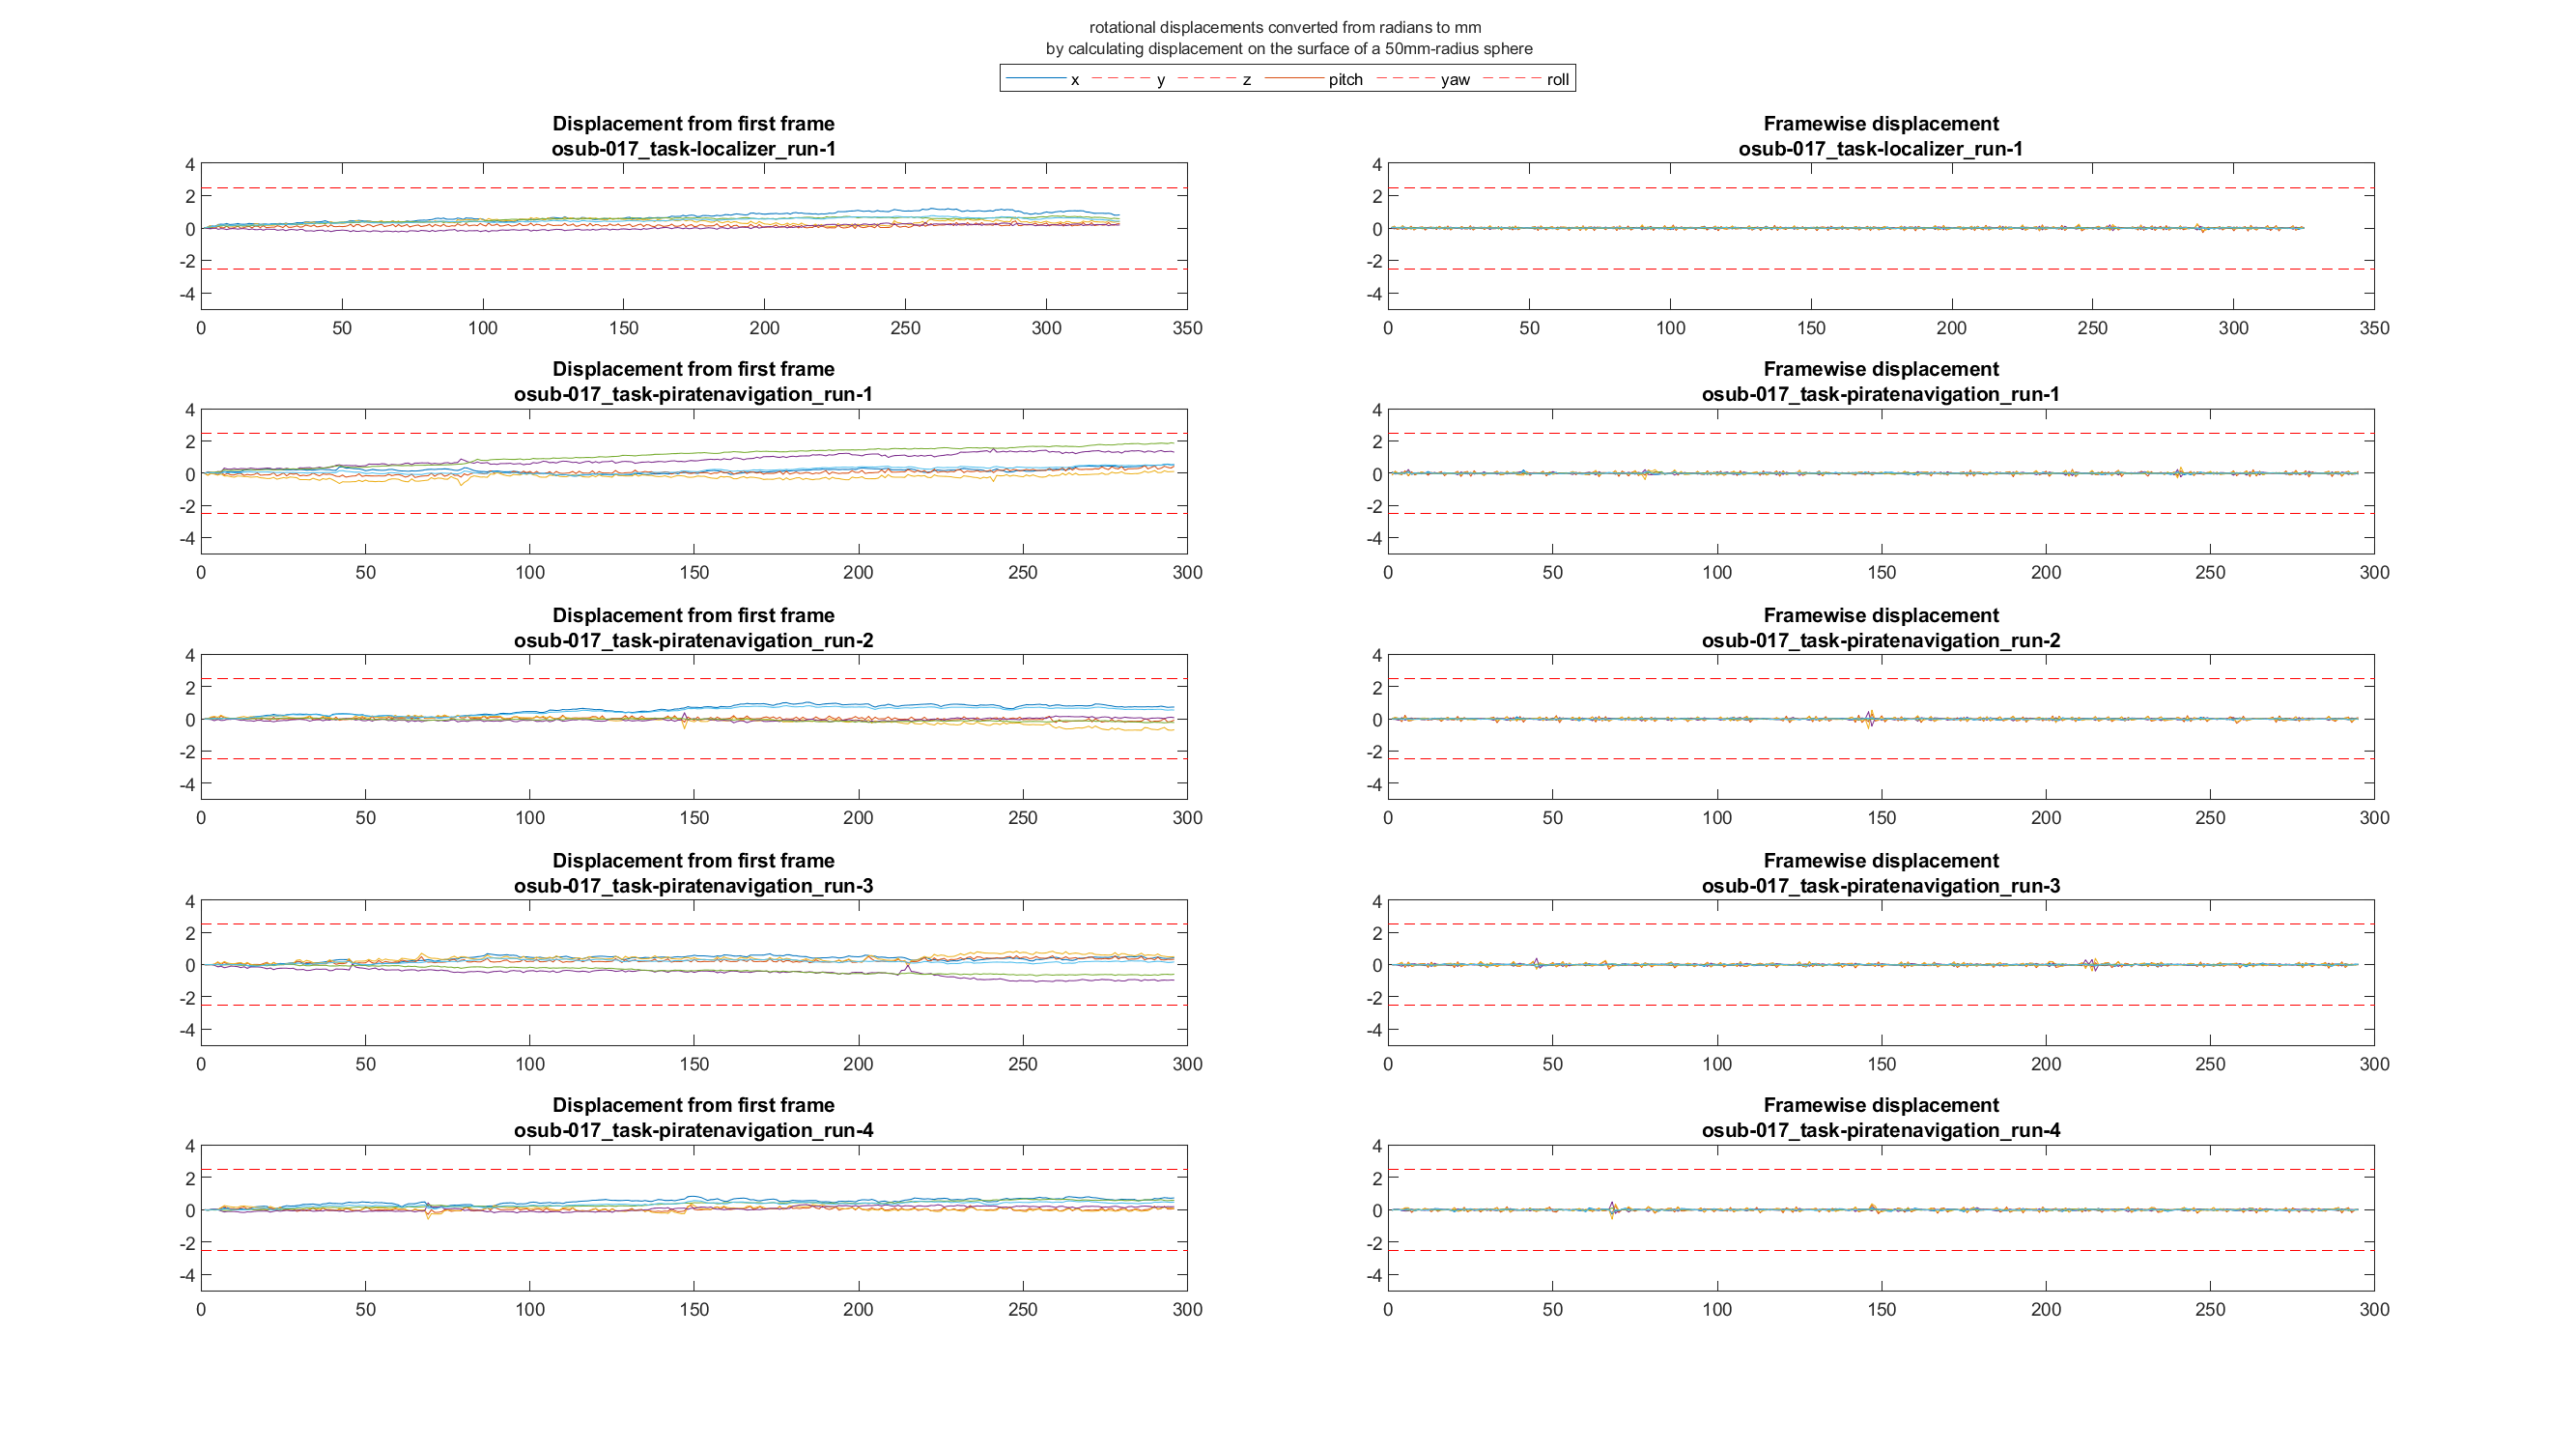 rotational displacements converted from radians to mm
by calculating displacement on the surface of a 50mm-radius sphere
x y z pitch yaw roll
Displacement from first frame
osub-017_task-localizer_run-1
4
2
0
-2
-4
0 50 100 150 200 250 300 350
Framewise displacement
osub-017_task-localizer_run-1
4
2
0
-2
-4
0 50 100 150 200 250 300 350
Displacement from first frame
osub-017_task-piratenavigation_run-1
4
2
0
-2
-4
0 50 100 150 200 250 300
Framewise displacement
osub-017_task-piratenavigation_run-1
4
2
0
-2
-4
0 50 100 150 200 250 300
Displacement from first frame
osub-017_task-piratenavigation_run-2
4
2
0
-2
-4
0 50 100 150 200 250 300
Framewise displacement
osub-017_task-piratenavigation_run-2
4
2
0
-2
-4
0 50 100 150 200 250 300
Displacement from first frame
osub-017_task-piratenavigation_run-3
4
2
0
-2
-4
0 50 100 150 200 250 300
Framewise displacement
osub-017_task-piratenavigation_run-3
4
2
0
-2
-4
0 50 100 150 200 250 300
Displacement from first frame
osub-017_task-piratenavigation_run-4
4
2
0
-2
-4
0 50 100 150 200 250 300
Framewise displacement
osub-017_task-piratenavigation_run-4
4
2
0
-2
-4
0 50 100 150 200 250 300